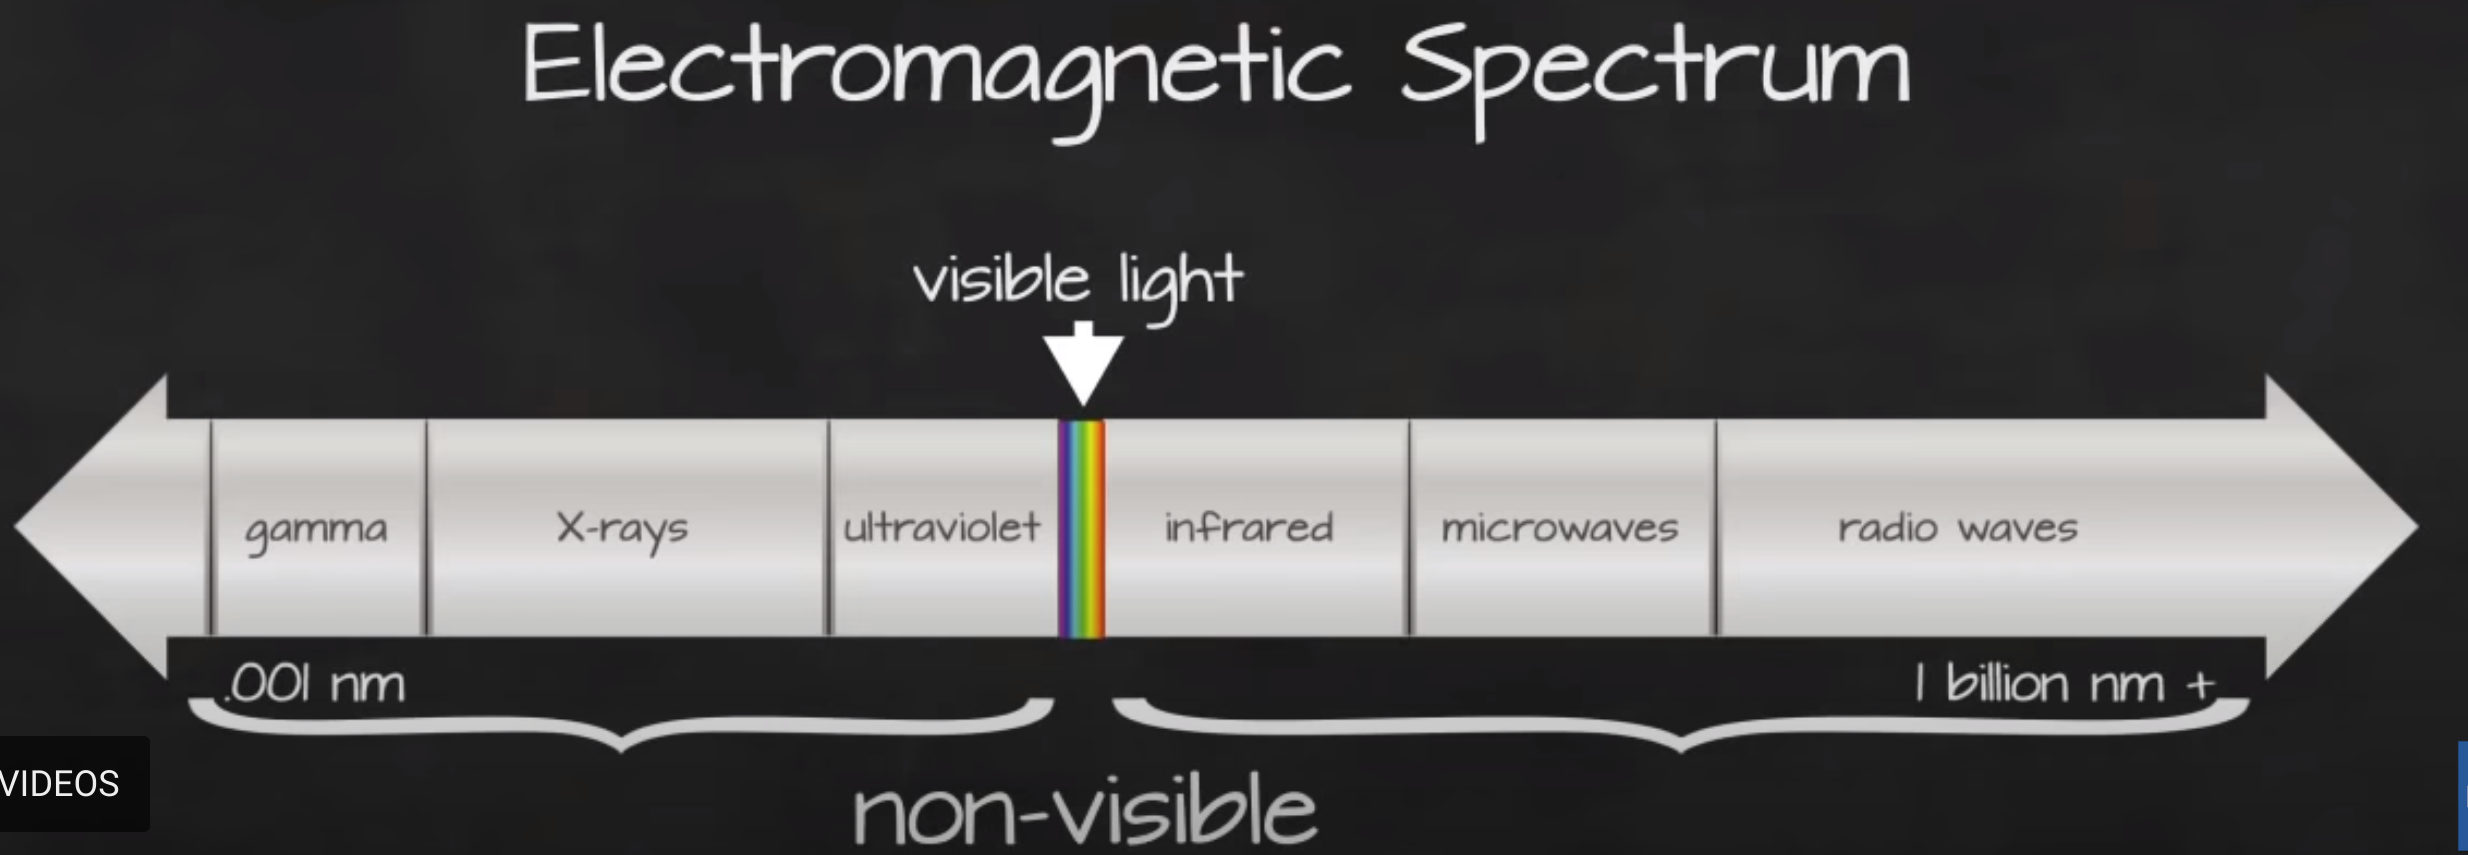 Electromagnetic Spectrum
visible light
gamma X-rays ultraviolet infrared microwaves radio waves
.001 nm 1 billion nm +
VIDEOS
non-visible